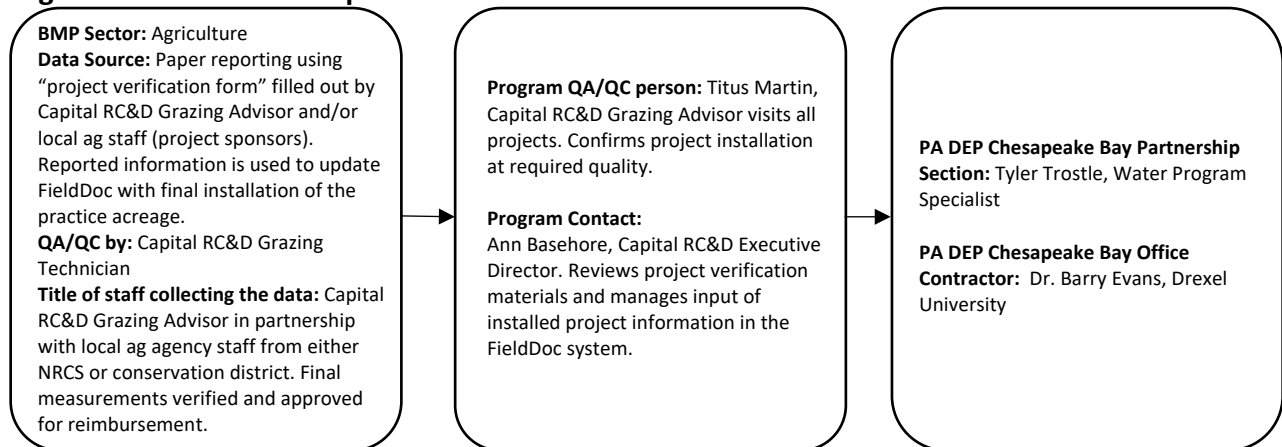 BMP Sector: Agriculture
Data Source: Paper reporting using
“project verification form” filled out by
Capital RC&D Grazing Advisor and/or
local ag staff (project sponsors).
Reported information is used to update
FieldDoc with final installation of the
practice acreage.
QA/QC by: Capital RC&D Grazing
Technician
Title of staff collecting the data: Capital
RC&D Grazing Advisor in partnership
with local ag agency staff from either
NRCS or conservation district. Final
measurements verified and approved
for reimbursement.
Program QA/QC person: Titus Martin,
Capital RC&D Grazing Advisor visits all
projects. Confirms project installation
at required quality.
Program Contact:
Ann Basehore, Capital RC&D Executive
Director. Reviews project verification
materials and manages input of
installed project information in the
FieldDoc system.
PA DEP Chesapeake Bay Partnership
Section: Tyler Trostle, Water Program
Specialist
PA DEP Chesapeake Bay Office
Contractor: Dr. Barry Evans, Drexel
University